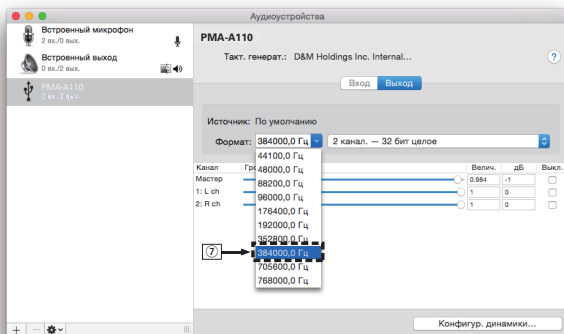 Аудиоустройства
Встроенный микрофон
2 вх./0 вых.
Встроенный выход
0 вх./2 вых.
PMA-A110
0 вх./2 вых.
PMA-A110
Такт. генерат.: D&M Holdings Inc. Internal...
?
Вход Выход
Источник: По умолчанию
Формат: 384000,0 Гц 2 канал. — 32 бит целое
44100,0 Гц
48000,0 Гц
88200,0 Гц
96000,0 Гц
176400,0 Гц
192000,0 Гц
352800,0 Гц
384000,0 Гц
705600,0 Гц
768000,0 Гц
⑦
Канал Велич. дБ Выкл.
Мастер 0.984 -1
1: L ch 1 0
2: R ch 1 0
Конфигур. динамики...